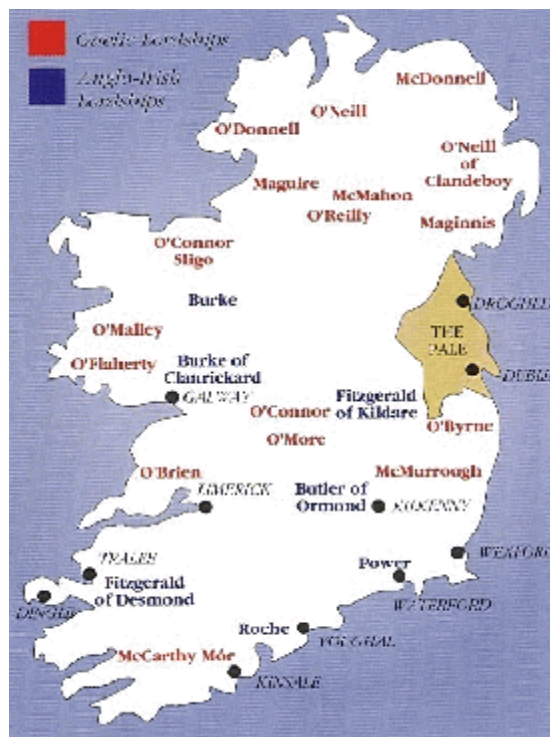 Gaelic Lordships
Anglo-Irish
Lordships
McDonnell
O'Neill
O'Donnell
O'Neill
of
Clandeboy
Maguire
McMahon
O'Reilly
Maginnis
O'Connor
Sligo
Burke
DROGHED
O'Malley
THE
PALE
O'Flaherty
Burke of
Clanrickard
DUBLI
GALWAY
Fitzgerald
of Kildare
O'Connor
O'Byrne
O'More
O'Brien
McMurrough
LIMERICK
Butler of
Ormond
KILKENNY
TRALEE
WEXFORD
Power
Fitzgerald
of Desmond
DINGLE
WATERFORD
Roche
YOUGHAL
McCarthy Mór
KINSALE